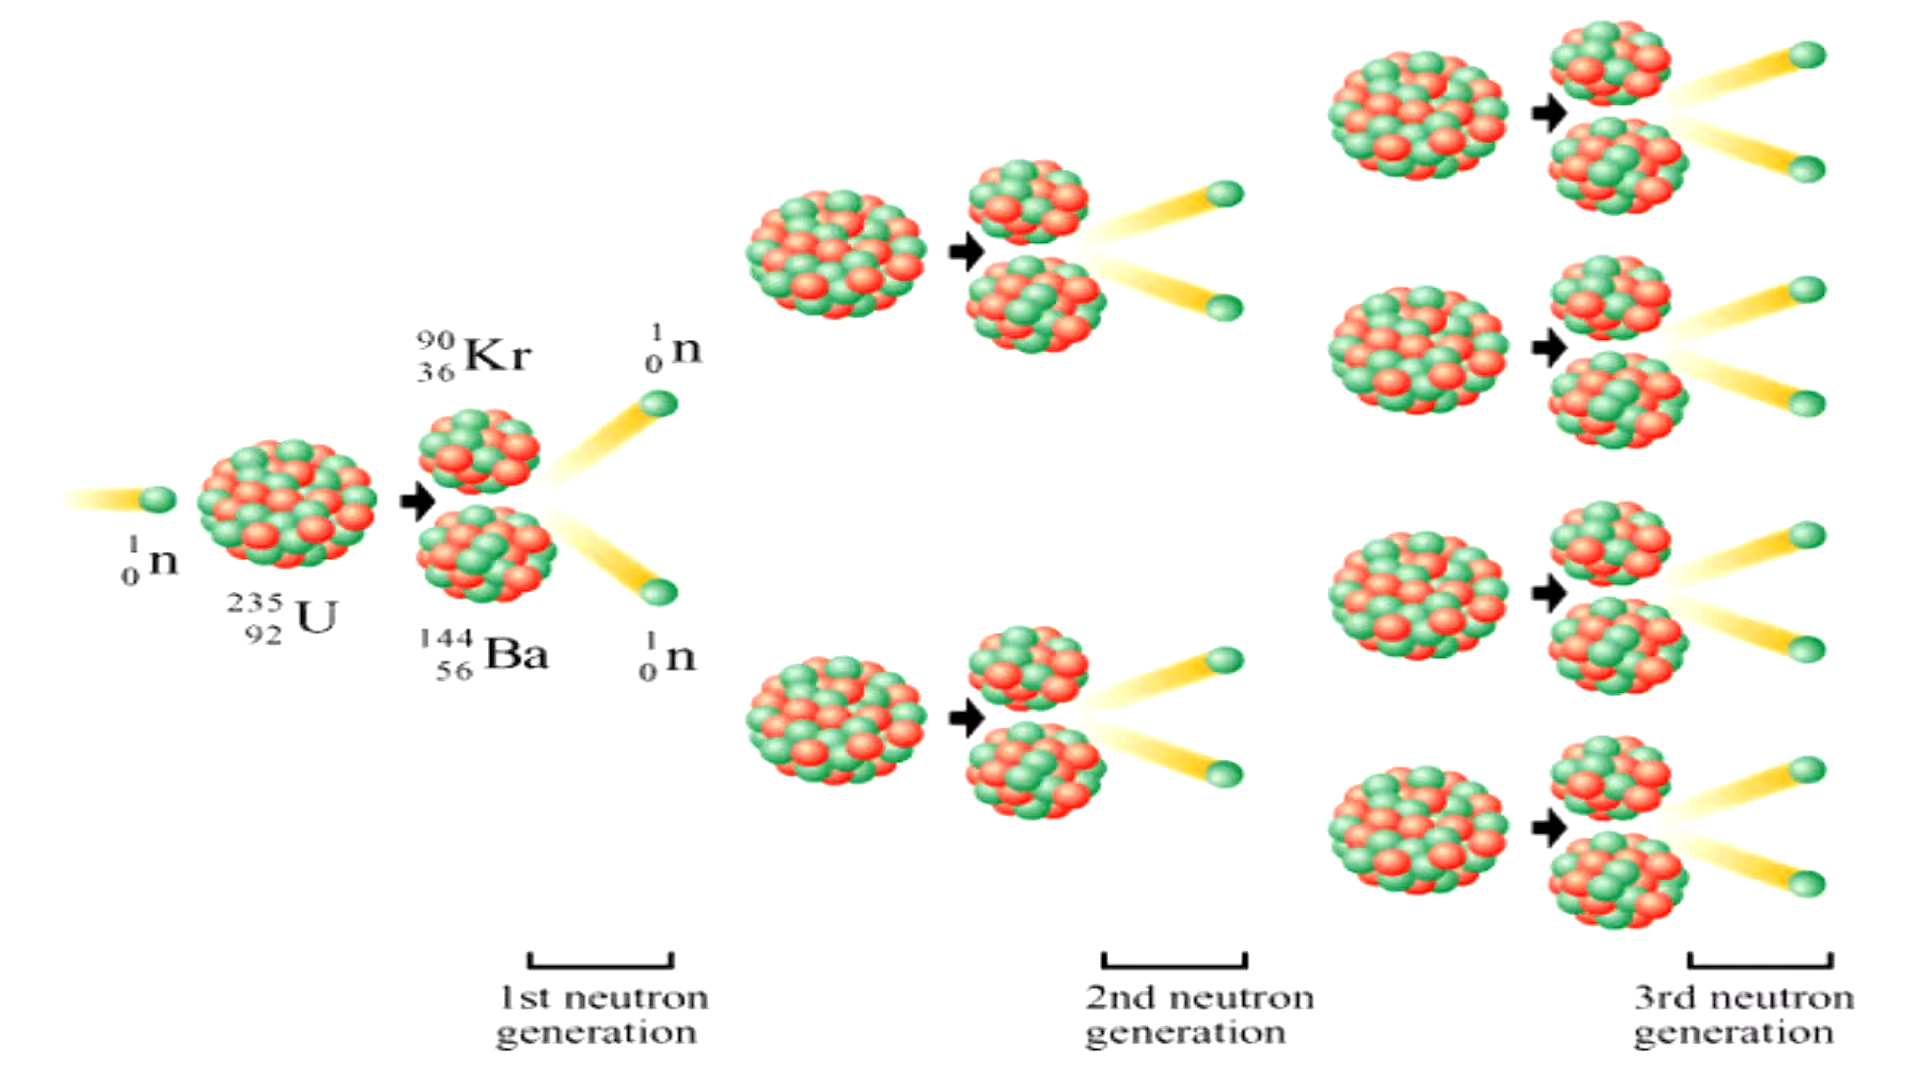 90
36 Kr
1
0 n
1
0 n
235
92 U
144
56 Ba
1
0 n
1st neutron
generation
2nd neutron
generation
3rd neutron
generation